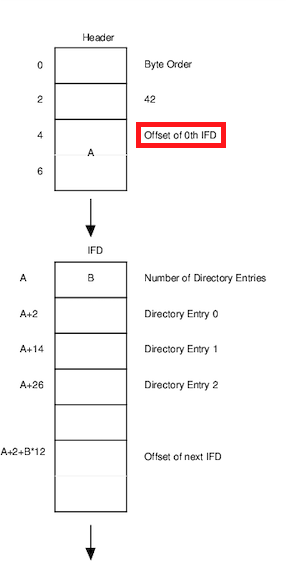 Header
0 Byte Order
2 42
4 Offset of 0th IFD
A
6
IFD
A B Number of Directory Entries
A+2 Directory Entry 0
A+14 Directory Entry 1
A+26 Directory Entry 2
A+2+B*12 Offset of next IFD